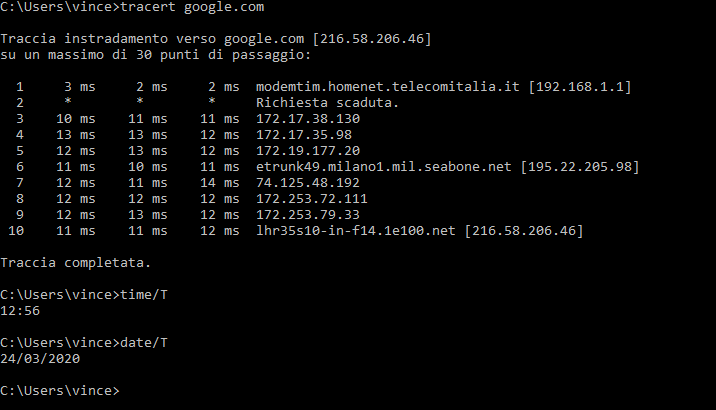 C:\Users\vince>tracert google.com
Traccia instradamento verso google.com [216.58.206.46]
su un massimo di 30 punti di passaggio:
1 3 ms 2 ms 2 ms modemtim.homenet.telecomitalia.it [192.168.1.1]
2 * * * Richiesta scaduta.
3 10 ms 11 ms 11 ms 172.17.38.130
4 13 ms 13 ms 12 ms 172.17.35.98
5 12 ms 13 ms 12 ms 172.19.177.20
6 11 ms 10 ms 11 ms etrunk49.milano1.mil.seabone.net [195.22.205.98]
7 12 ms 11 ms 14 ms 74.125.48.192
8 12 ms 12 ms 12 ms 172.253.72.111
9 12 ms 13 ms 12 ms 172.253.79.33
10 11 ms 11 ms 12 ms lhr35s10-in-f14.1e100.net [216.58.206.46]
Traccia completata.
C:\Users\vince>time/T
12:56
C:\Users\vince>date/T
24/03/2020
C:\Users\vince>